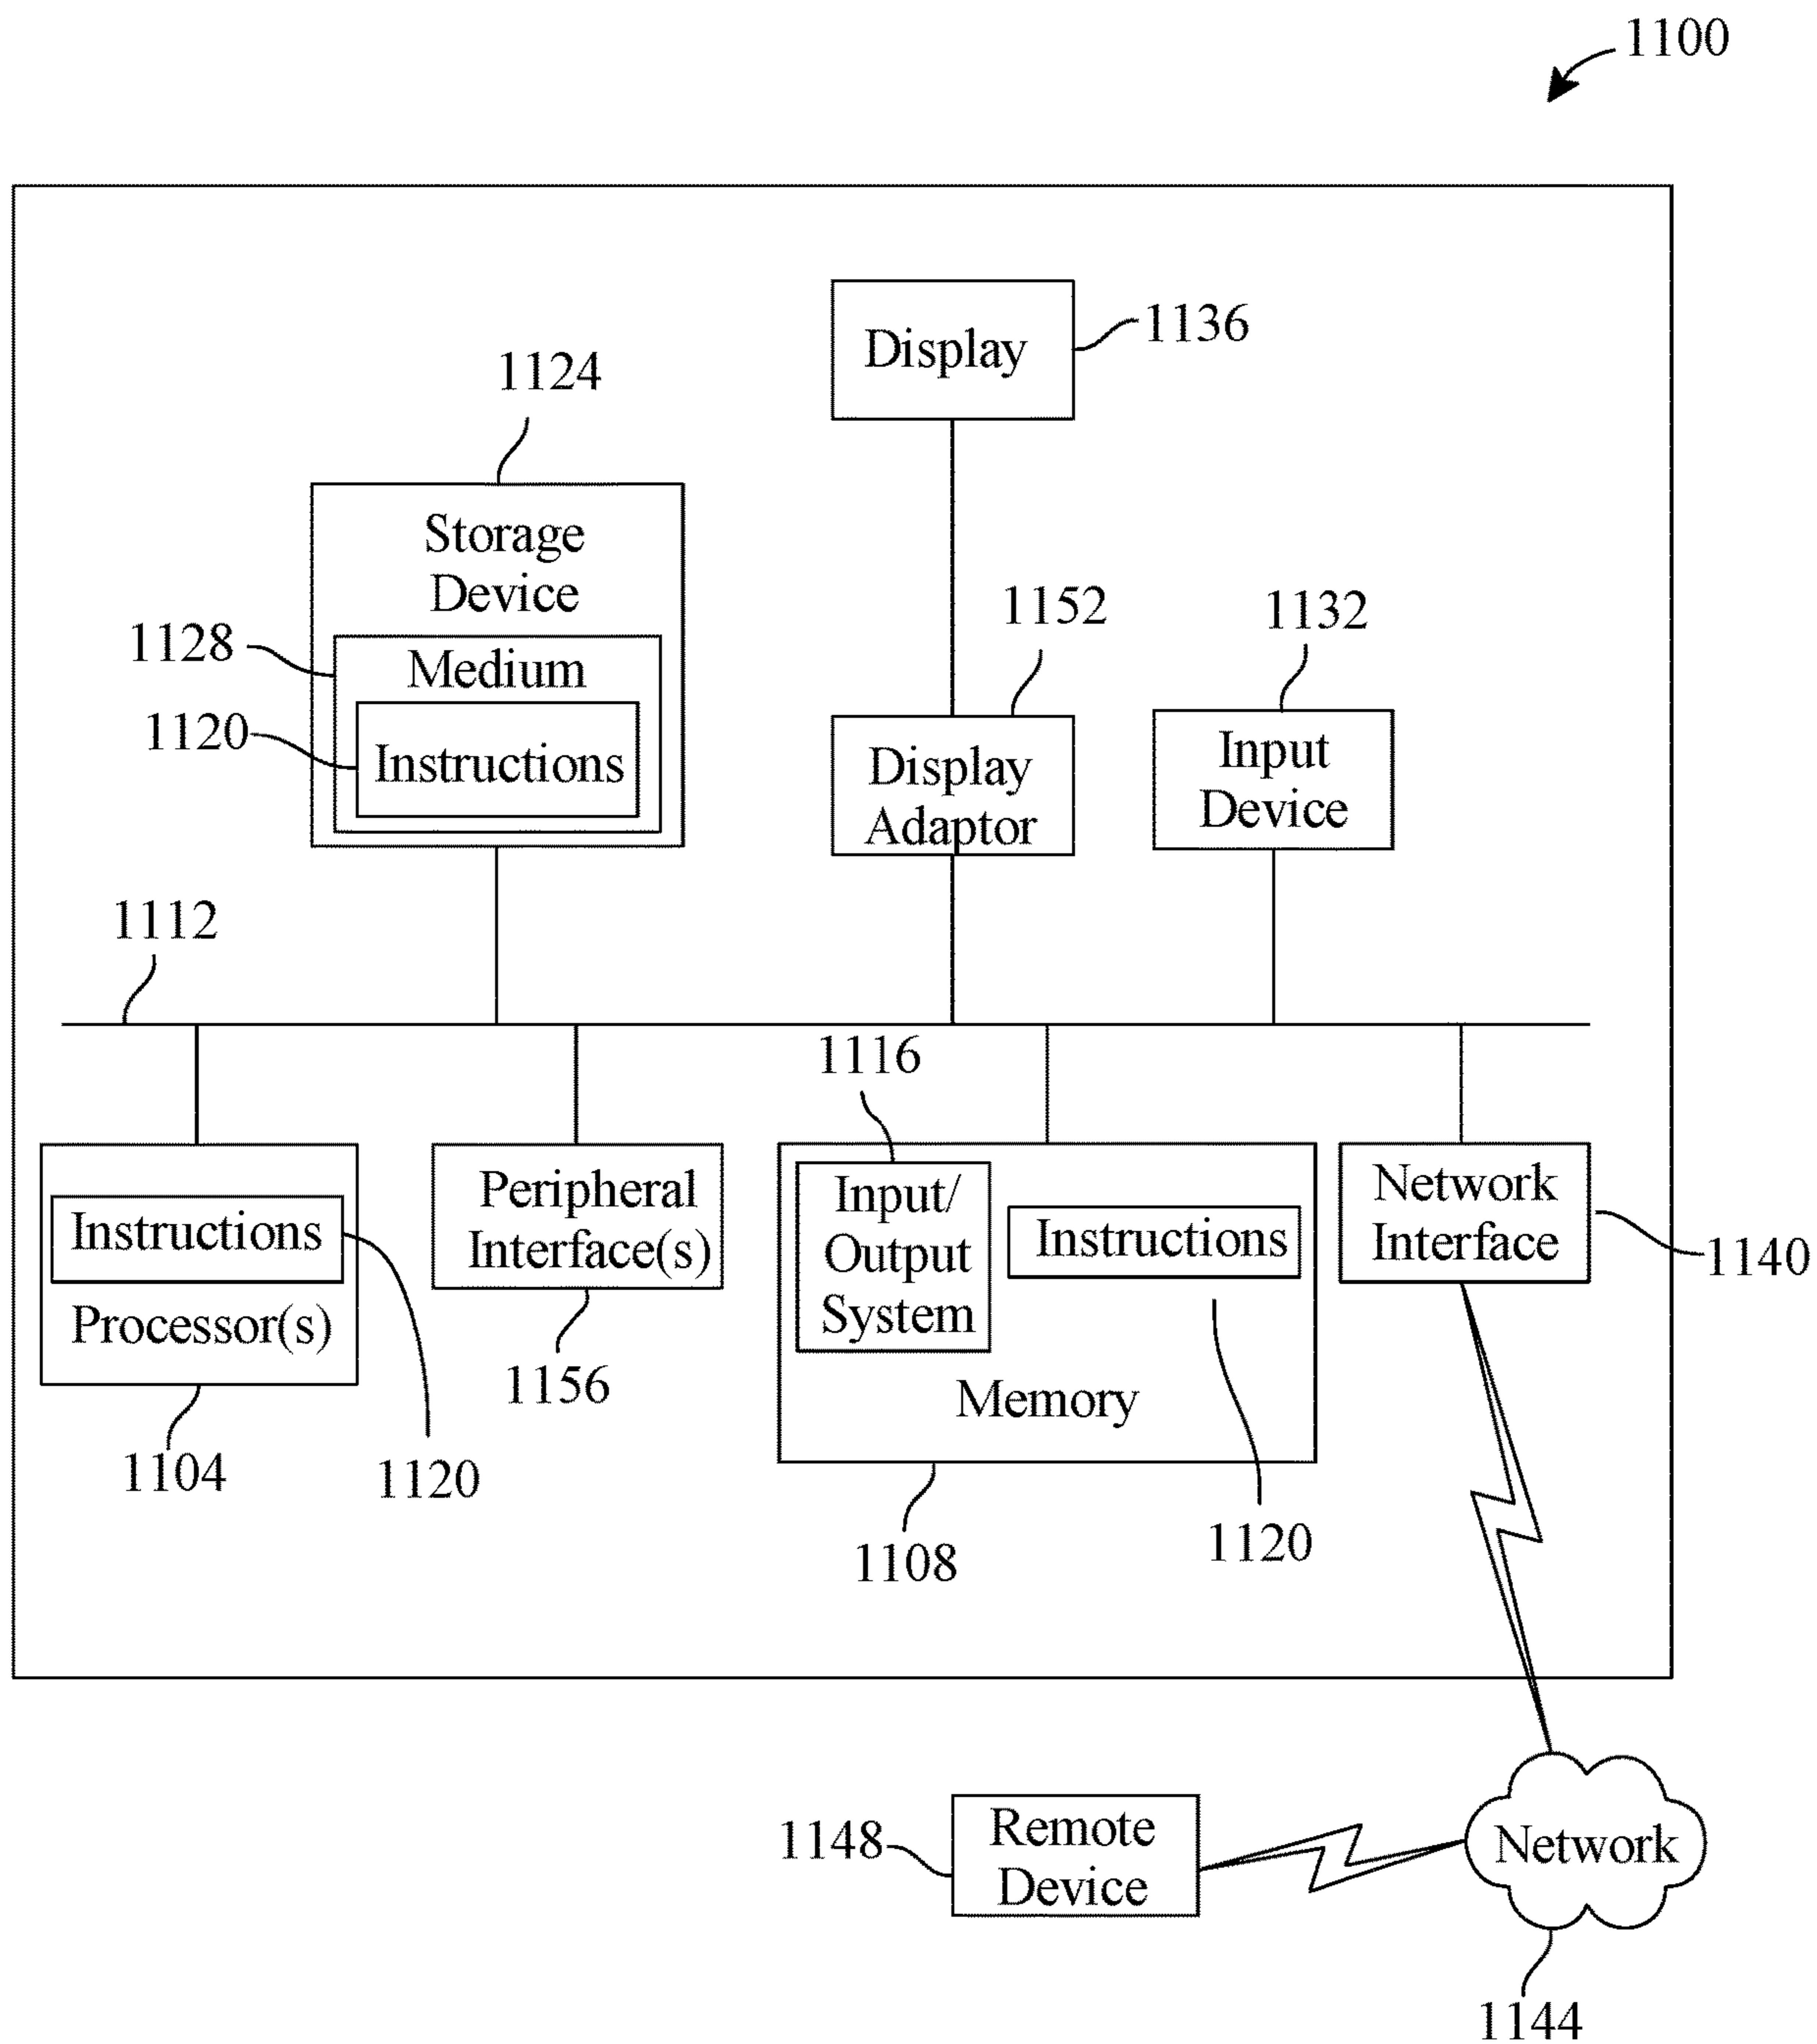 1100
Display
1136
1124
Storage
Device
1128
Medium
1120
Instructions
1152
Display
Adaptor
1132
Input
Device
1112
Instructions
Processor(s)
1104
1120
Peripheral
Interface(s)
1156
1116
Input/
Output
System
Instructions
Memory
1108
1120
Network
Interface
1140
1148
Remote
Device
Network
1144